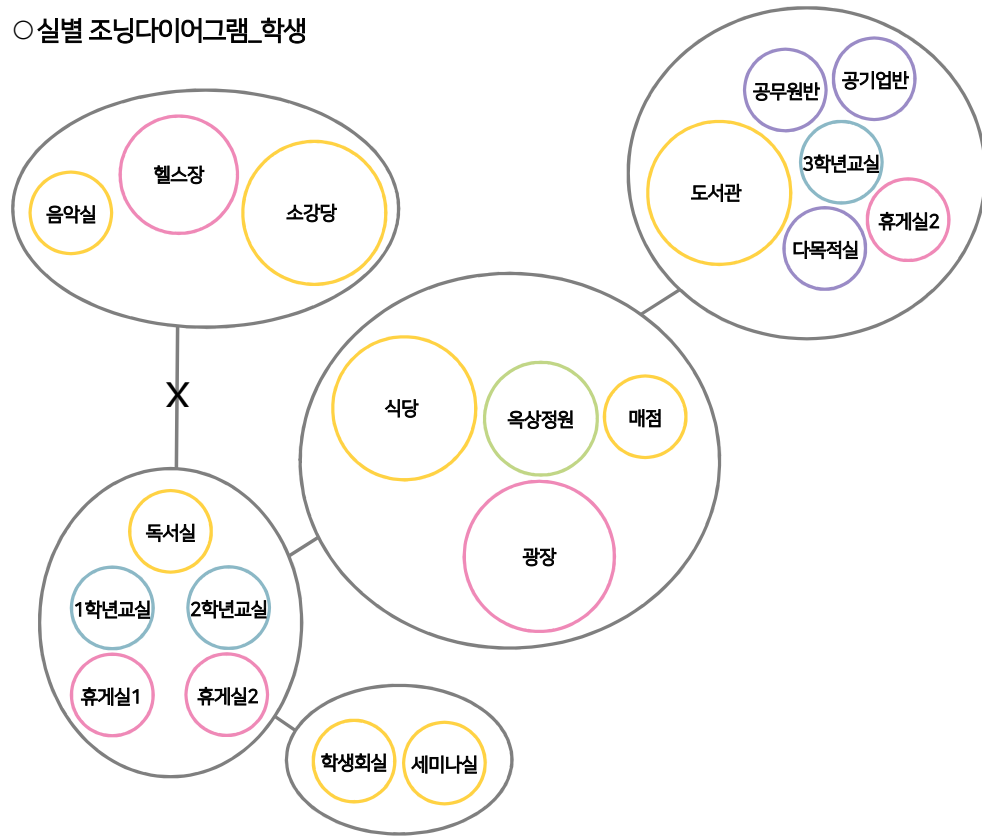 ○실별 조닝다이어그램_학생
공무원반
공기업반
도서관
3학년교실
다목적실
휴게실2
음악실
헬스장
소강당
X
식당
옥상정원
매점
광장
독서실
1학년교실
2학년교실
휴게실1
휴게실2
학생회실
세미나실